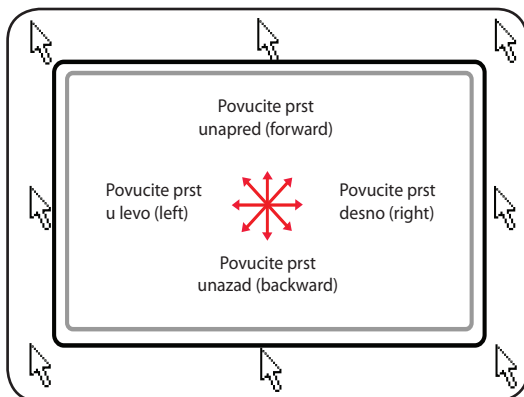 Povucite prst
unapred (forward)
Povucite prst
u levo (left)
Povucite prst
desno (right)
Povucite prst
unazad (backward)